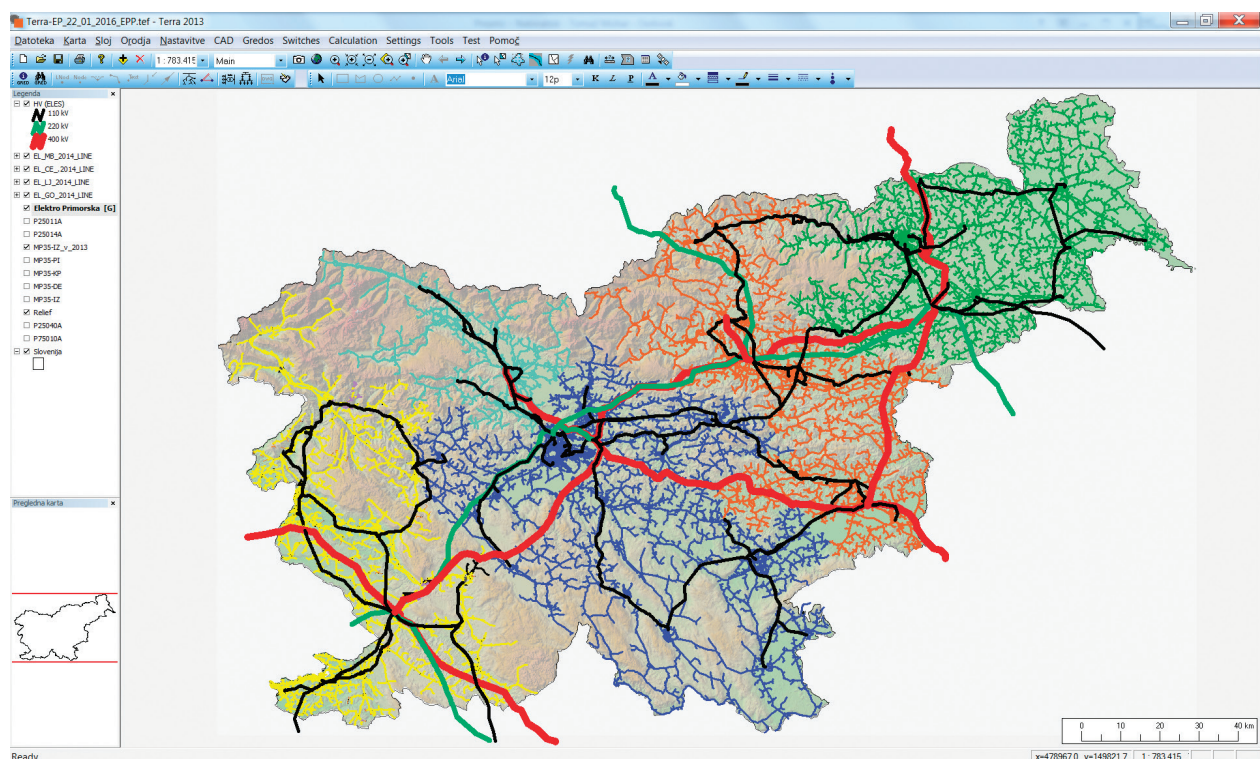 Terra-EP_22_01_2016_EPP.tef - Terra 2013
Datoteka Karta Sloj Orodja Nastavitve CAD Gredos Switches Calculation Settings Tools Test Pomoč
1 : 783.415 Main
Arial 12p K L P A
Legenda
HV (ELES)
110 kV
220 kV
400 kV
EL_MB_2014_LINE
EL_CE_.2014_LINE
EL_LJ_2014_LINE
EL_GO_2014_LINE
Elektro Primorska [G]
P25011A
P25014A
MP35-IZ_v_2013
MP35-PI
MP35-KP
MP35-DE
MP35-IZ
Relief
P25040A
P75010A
Slovenija
Pregledna karta
0 10 20 30 40 km
Ready
x=478967.0 y=149821.7 1 : 783.415